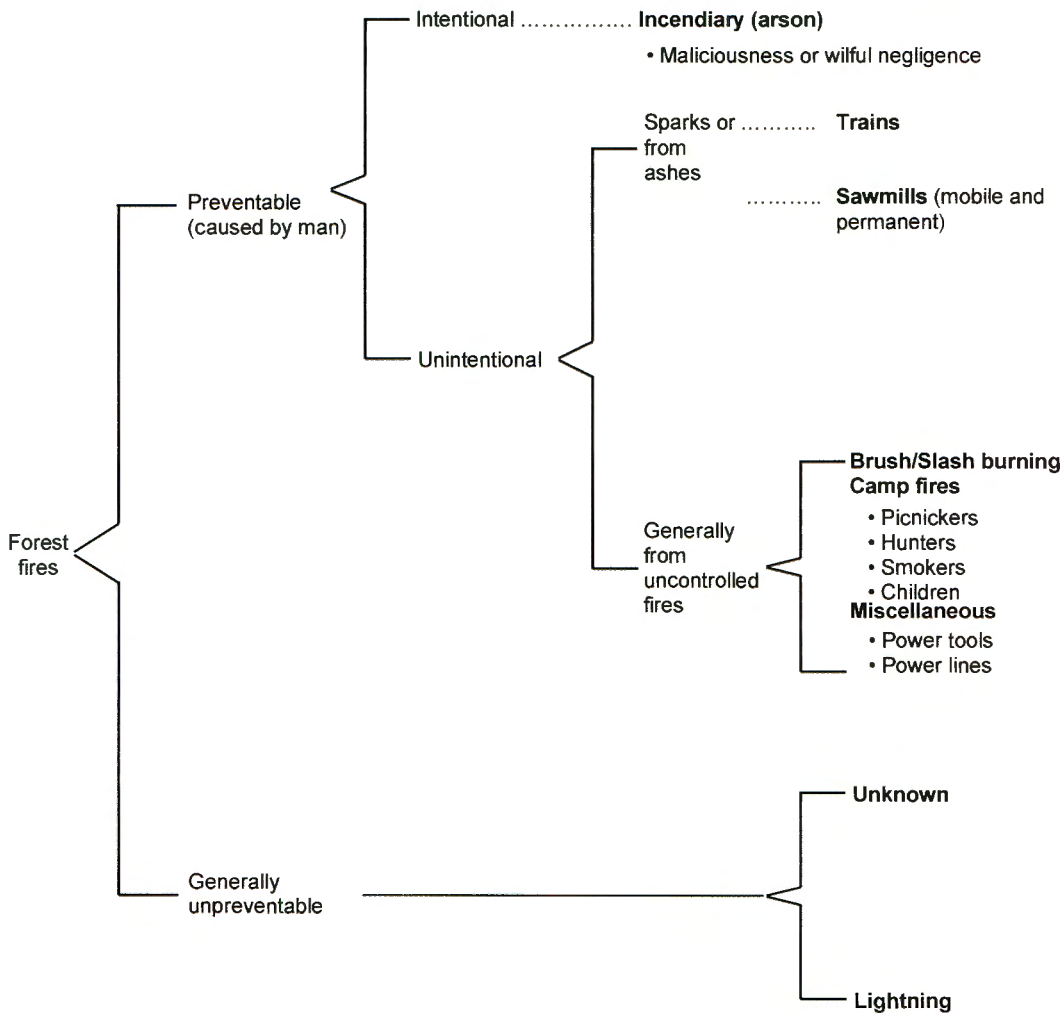 Intentional ................ Incendiary (arson)
• Maliciousness or wilful negligence
Sparks or ........... Trains
from
ashes
........... Sawmills (mobile and
permanent)
Preventable
(caused by man)
Unintentional
Brush/Slash burning
Camp fires
• Picnickers
• Hunters
• Smokers
• Children
Miscellaneous
• Power tools
• Power lines
Generally
from
uncontrolled
fires
Forest
fires
Unknown
Generally
unpreventable
Lightning